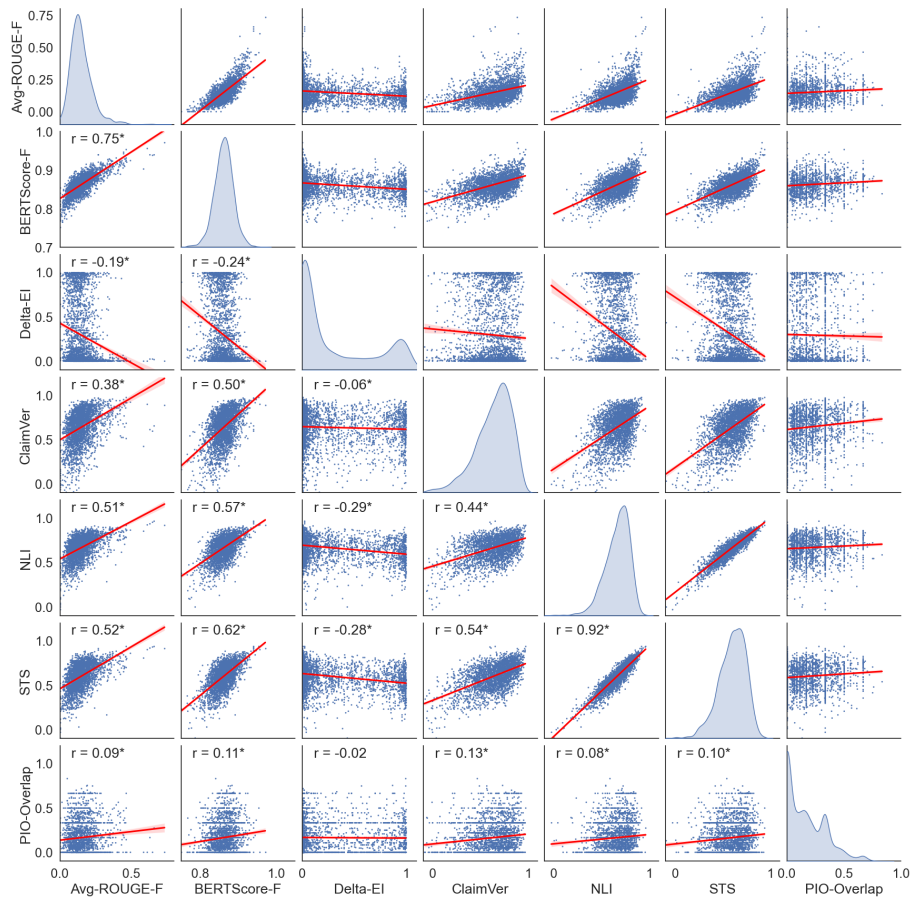 Avg-ROUGE-F
0.75
0.50
0.25
0.00
BERTScore-F
1.0
0.9
0.8
0.7
r = 0.75*
Delta-EI
1.0
0.5
0.0
r = -0.19*
r = -0.24*
ClaimVer
1.0
0.5
0.0
r = 0.38*
r = 0.50*
r = -0.06*
NLI
1.0
0.5
0.0
r = 0.51*
r = 0.57*
r = -0.29*
r = 0.44*
STS
1.0
0.5
0.0
r = 0.52*
r = 0.62*
r = -0.28*
r = 0.54*
r = 0.92*
PIO-Overlap
1.0
0.5
0.0
r = 0.09*
r = 0.11*
r = -0.02
r = 0.13*
r = 0.08*
r = 0.10*
0.0 0.5 0.8 1.0 0 1 0 1 0 1 0 1 0.0 0.5 1.0
Avg-ROUGE-F BERTScore-F Delta-EI ClaimVer NLI STS PIO-Overlap